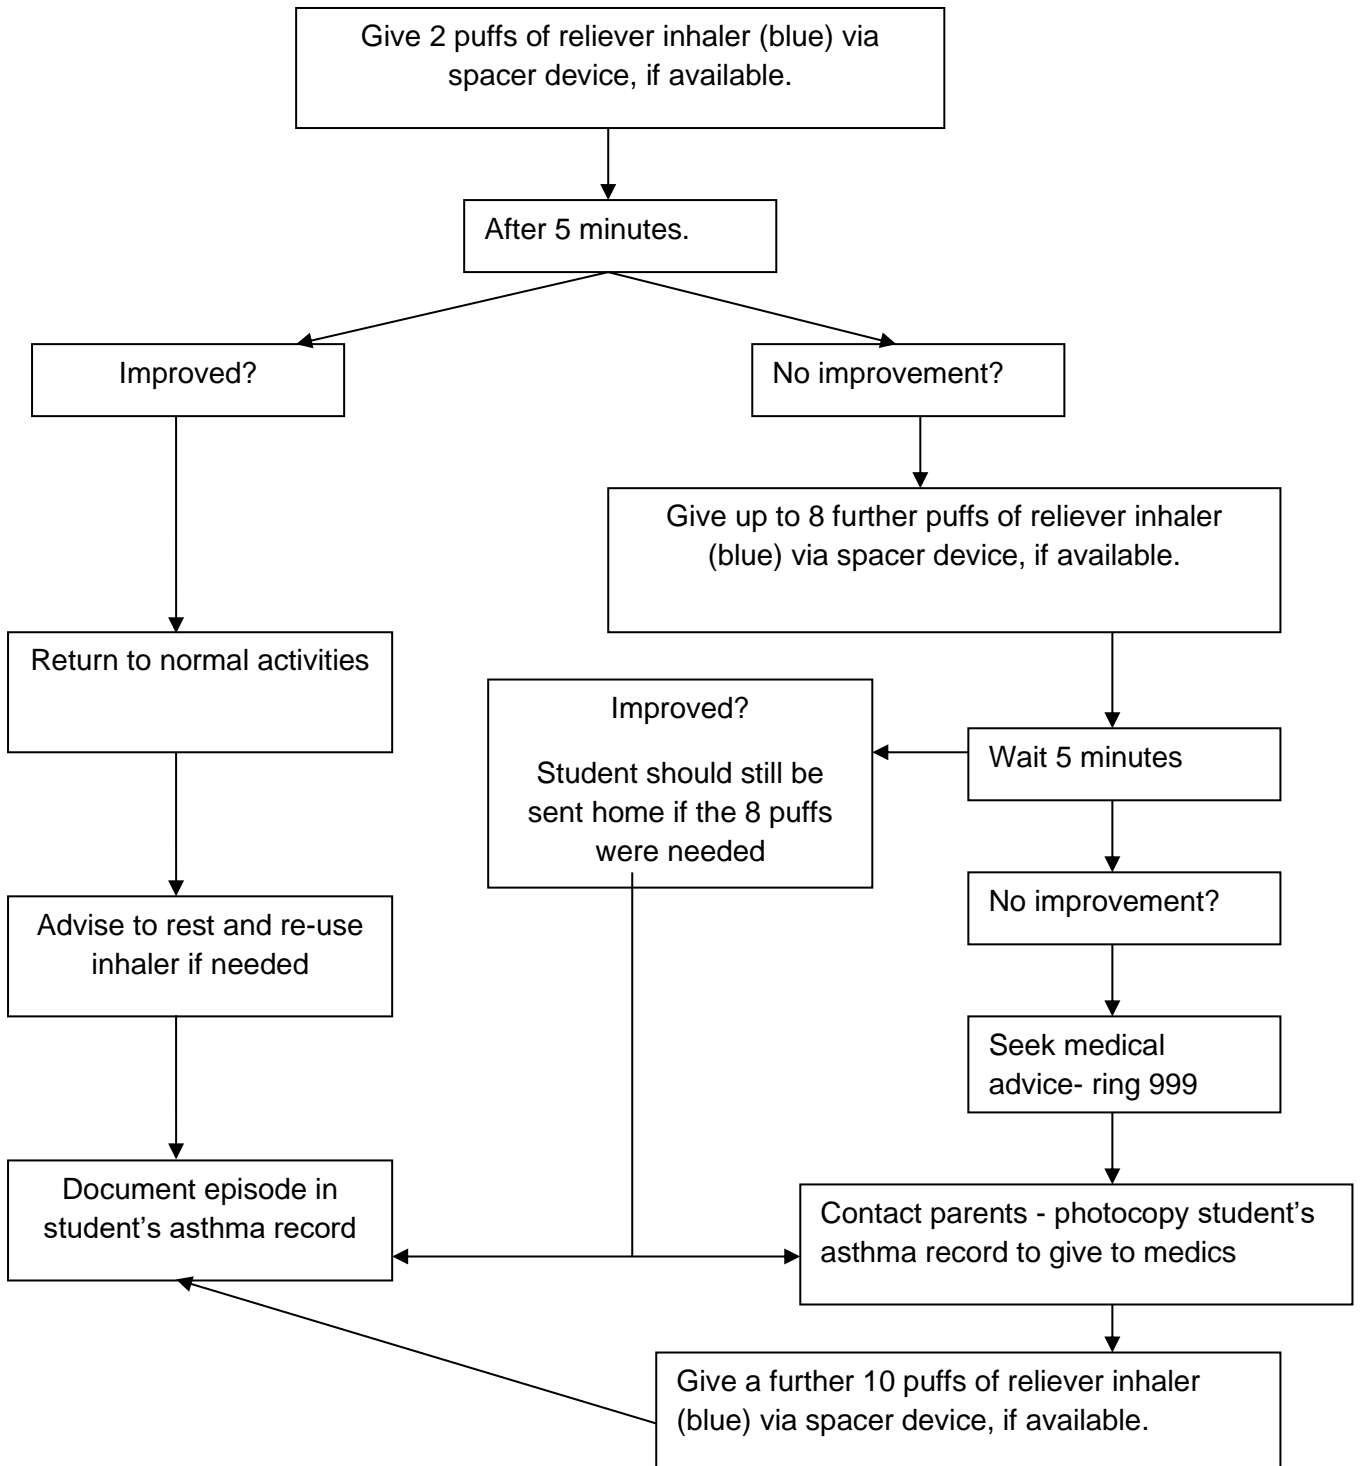 Give 2 puffs of reliever inhaler (blue) via
spacer device, if available.
After 5 minutes.
Improved?
No improvement?
Give up to 8 further puffs of reliever inhaler
(blue) via spacer device, if available.
Return to normal activities
Improved?
Student should still be
sent home if the 8 puffs
were needed
Wait 5 minutes
No improvement?
Advise to rest and re-use
inhaler if needed
Seek medical
advice- ring 999
Document episode in
student’s asthma record
Contact parents - photocopy student’s
asthma record to give to medics
Give a further 10 puffs of reliever inhaler
(blue) via spacer device, if available.